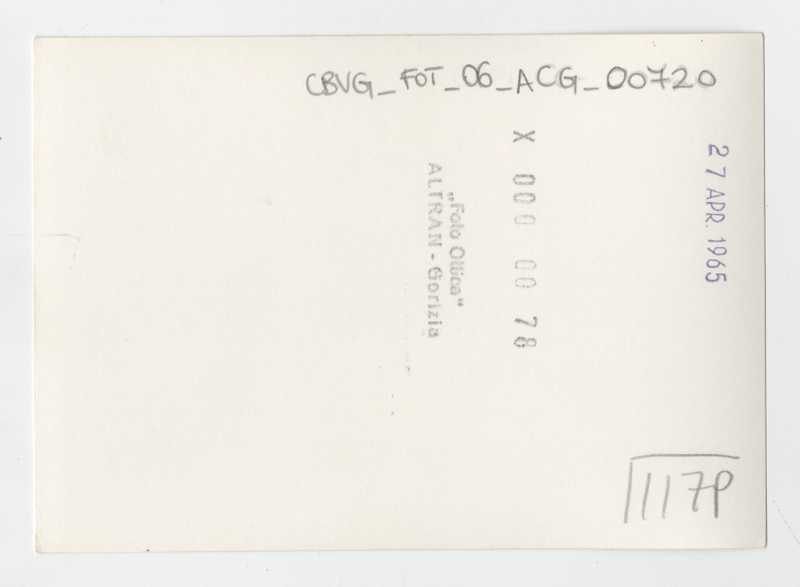 CBVG_FOT_06_ACG_00720
27 APR. 1965
X 000 00 78
„Foto Ottica"
ALTRAN - Gorizia
1117P